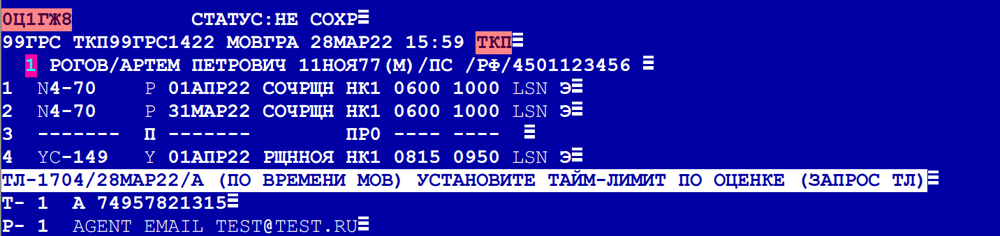 0Ц1ГЖ8 СТАТУС:НЕ СОХР
99ГРС ТКП99ГРС1422 МОВГРА 28МАР22 15:59 ТКП
1 РОГОВ/АРТЕМ ПЕТРОВИЧ 11НОЯ77(М)/ПС /РФ/4501123456
1 N4-70 P 01АПР22 СОЧРЩН НК1 0600 1000 LSN Э
2 N4-70 P 31МАР22 СОЧРЩН НК1 0600 1000 LSN Э
3 ------- П ------- ПР0 ---- ----
4 YC-149 Y 01АПР22 РЩННОЯ НК1 0815 0950 LSN Э
ТЛ-1704/28МАР22/А (ПО ВРЕМЕНИ МОВ) УСТАНОВИТЕ ТАЙМ-ЛИМИТ ПО ОЦЕНКЕ (ЗАПРОС ТЛ)
Т- 1 А 74957821315
Р- 1 AGENT EMAIL TEST@TEST.RU